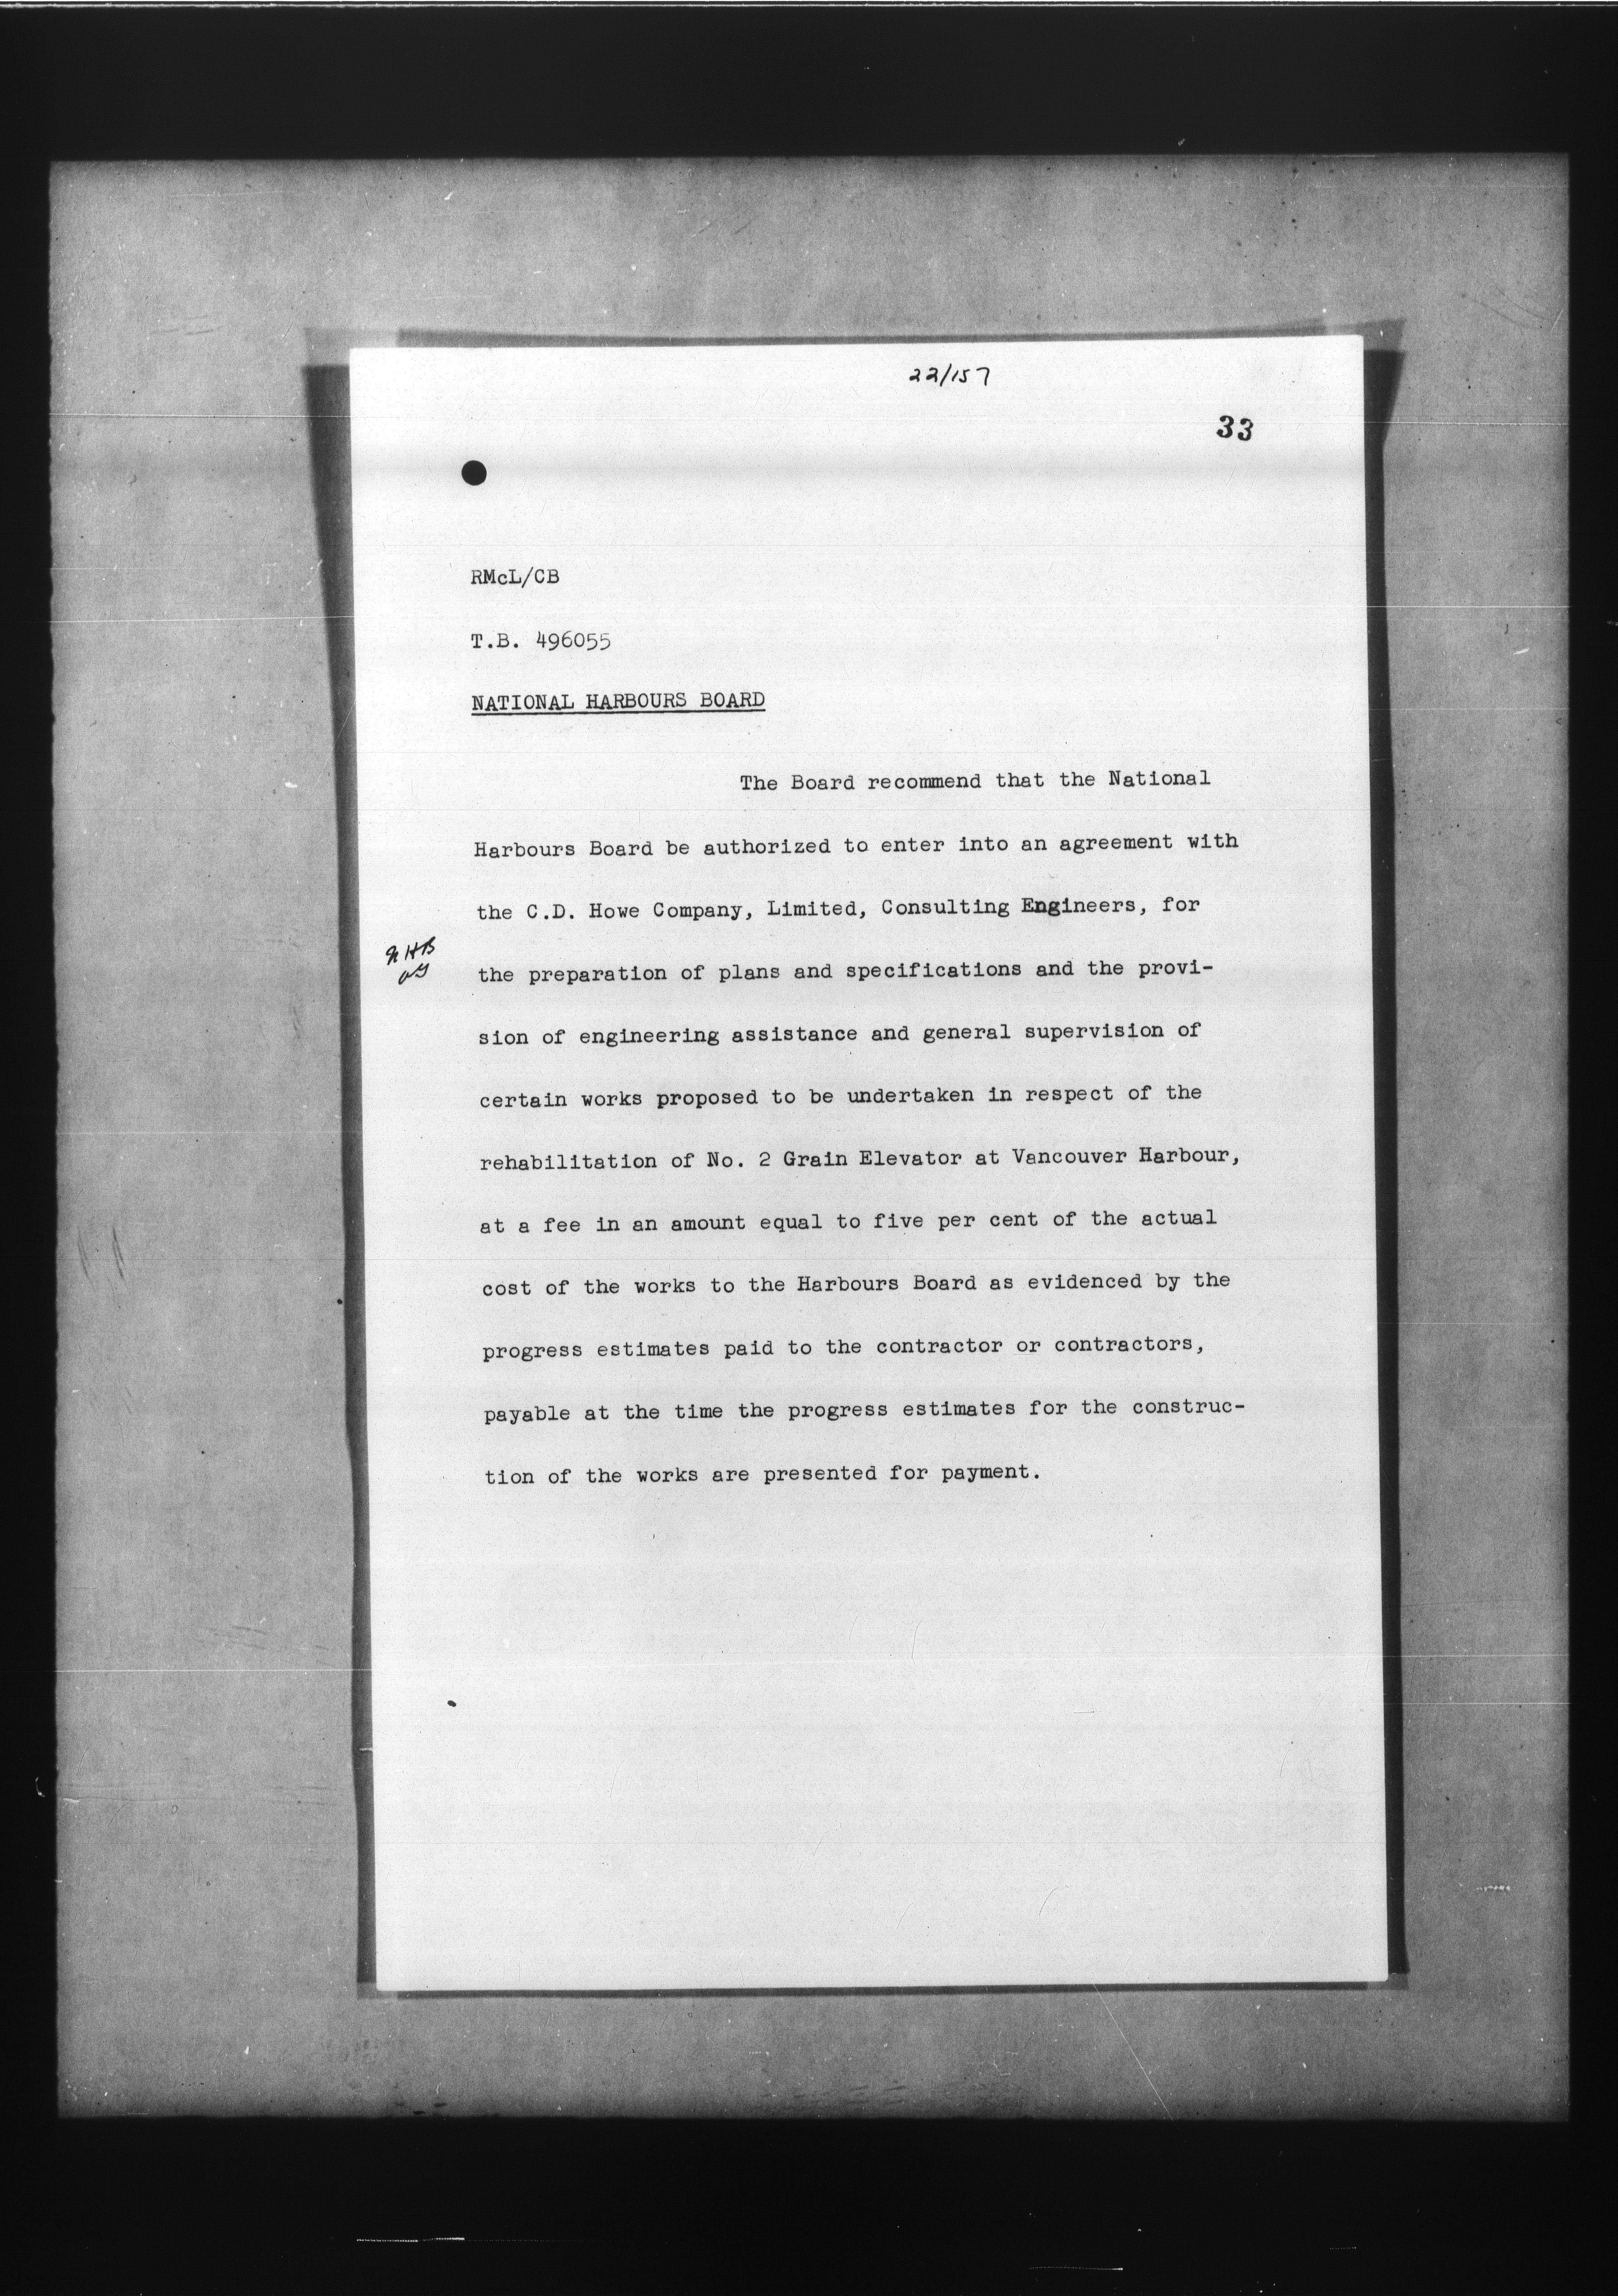 22/157
33
RMcL/CB
T.B. 496055
NATIONAL HARBOURS BOARD
The Board recommend that the National
Harbours Board be authorized to enter into an agreement with
the C.D. Howe Company, Limited, Consulting Engineers, for
NHB
the preparation of plans and specifications and the provi-
sion of engineering assistance and general supervision of
certain works proposed to be undertaken in respect of the
rehabilitation of No. 2 Grain Elevator at Vancouver Harbour,
at a fee in an amount equal to five per cent of the actual
cost of the works to the Harbours Board as evidenced by the
progress estimates paid to the contractor or contractors,
payable at the time the progress estimates for the construc-
tion of the works are presented for payment.